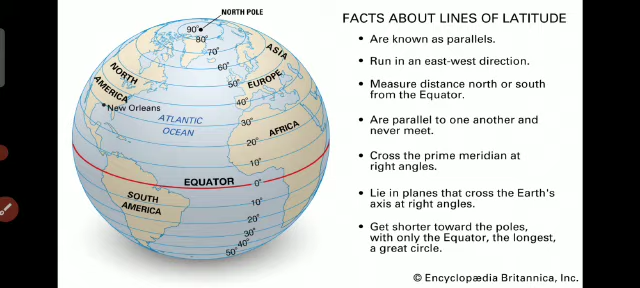 NORTH POLE
90°
80°
70°
60°
50°
40°
30°
20°
10°
0°
10°
20°
30°
40°
50°
ASIA
NORTH
AMERICA
EUROPE
New Orleans
ATLANTIC
OCEAN
AFRICA
EQUATOR
SOUTH
AMERICA
FACTS ABOUT LINES OF LATITUDE
• Are known as parallels.
• Run in an east-west direction.
• Measure distance north or south
from the Equator.
• Are parallel to one another and
never meet.
• Cross the prime meridian at
right angles.
• Lie in planes that cross the Earth's
axis at right angles.
• Get shorter toward the poles,
with only the Equator, the longest,
a great circle.
© Encyclopædia Britannica, Inc.